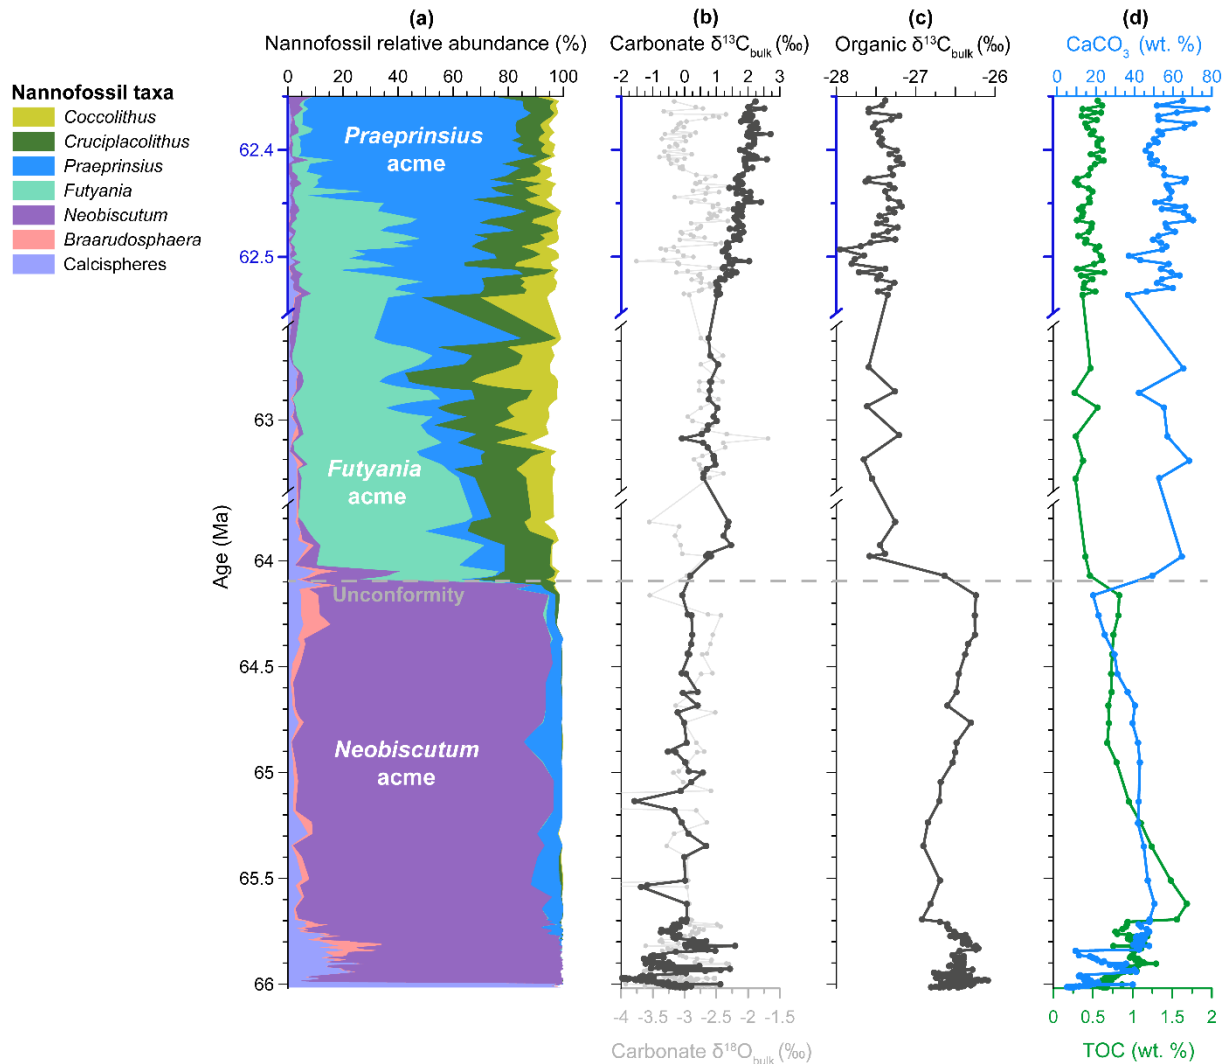 (a)
Nannofossil relative abundance (%)
0 20 40 60 80 100
(b)
Carbonate δ¹³C_bulk (‰)
-2 -1 0 1 2 3
(c)
Organic δ¹³C_bulk (‰)
-28 -27 -26
(d)
CaCO₃ (wt. %)
0 20 40 60 80
Nannofossil taxa
Coccolithus
Cruciplacolithus
Praeprinsius
Futyania
Neobiscutum
Braarudosphaera
Calcispheres
Age (Ma)
62.4
62.5
63
64
64.5
65
65.5
66
Praeprinsius
acme
Futyania
acme
Unconformity
Neobiscutum
acme
-4 -3.5 -3 -2.5 -2 -1.5
Carbonate δ¹⁸O_bulk (‰)
0 0.5 1 1.5 2
TOC (wt. %)